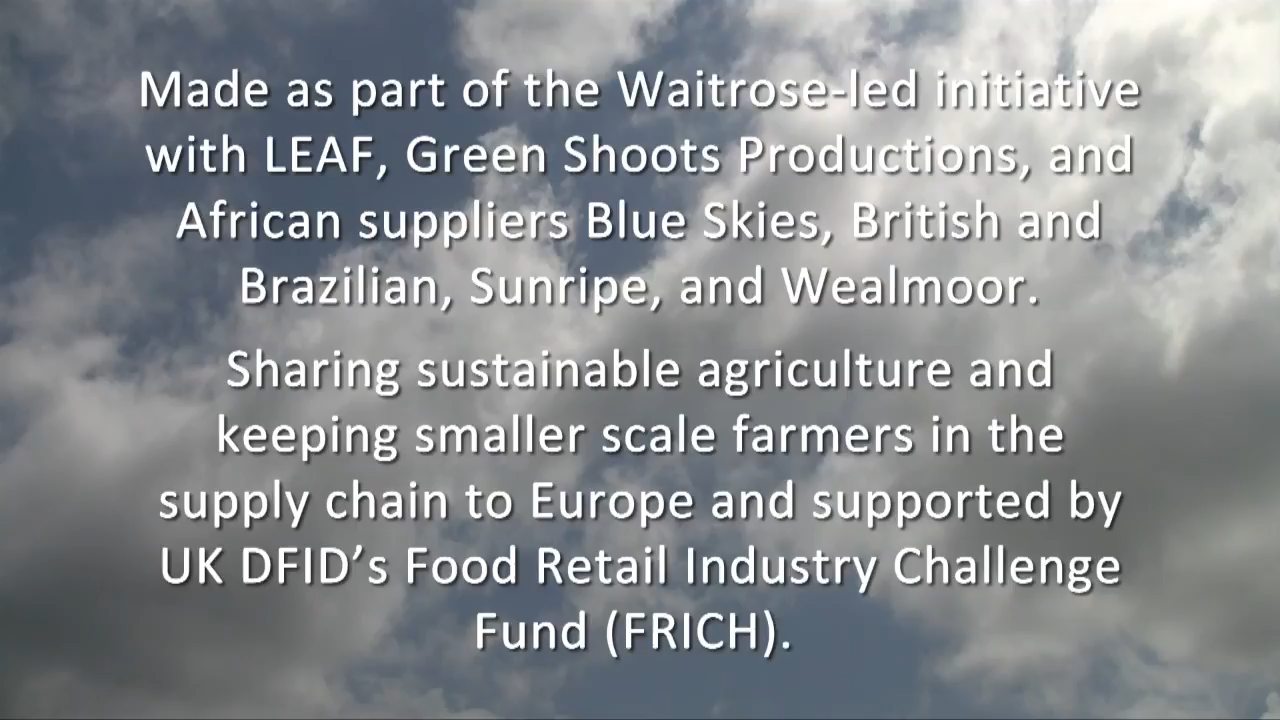 Made as part of the Waitrose-led initiative
with LEAF, Green Shoots Productions, and
African suppliers Blue Skies, British and
Brazilian, Sunripe, and Wealmoor.
Sharing sustainable agriculture and
keeping smaller scale farmers in the
supply chain to Europe and supported by
UK DFID’s Food Retail Industry Challenge
Fund (FRICH).